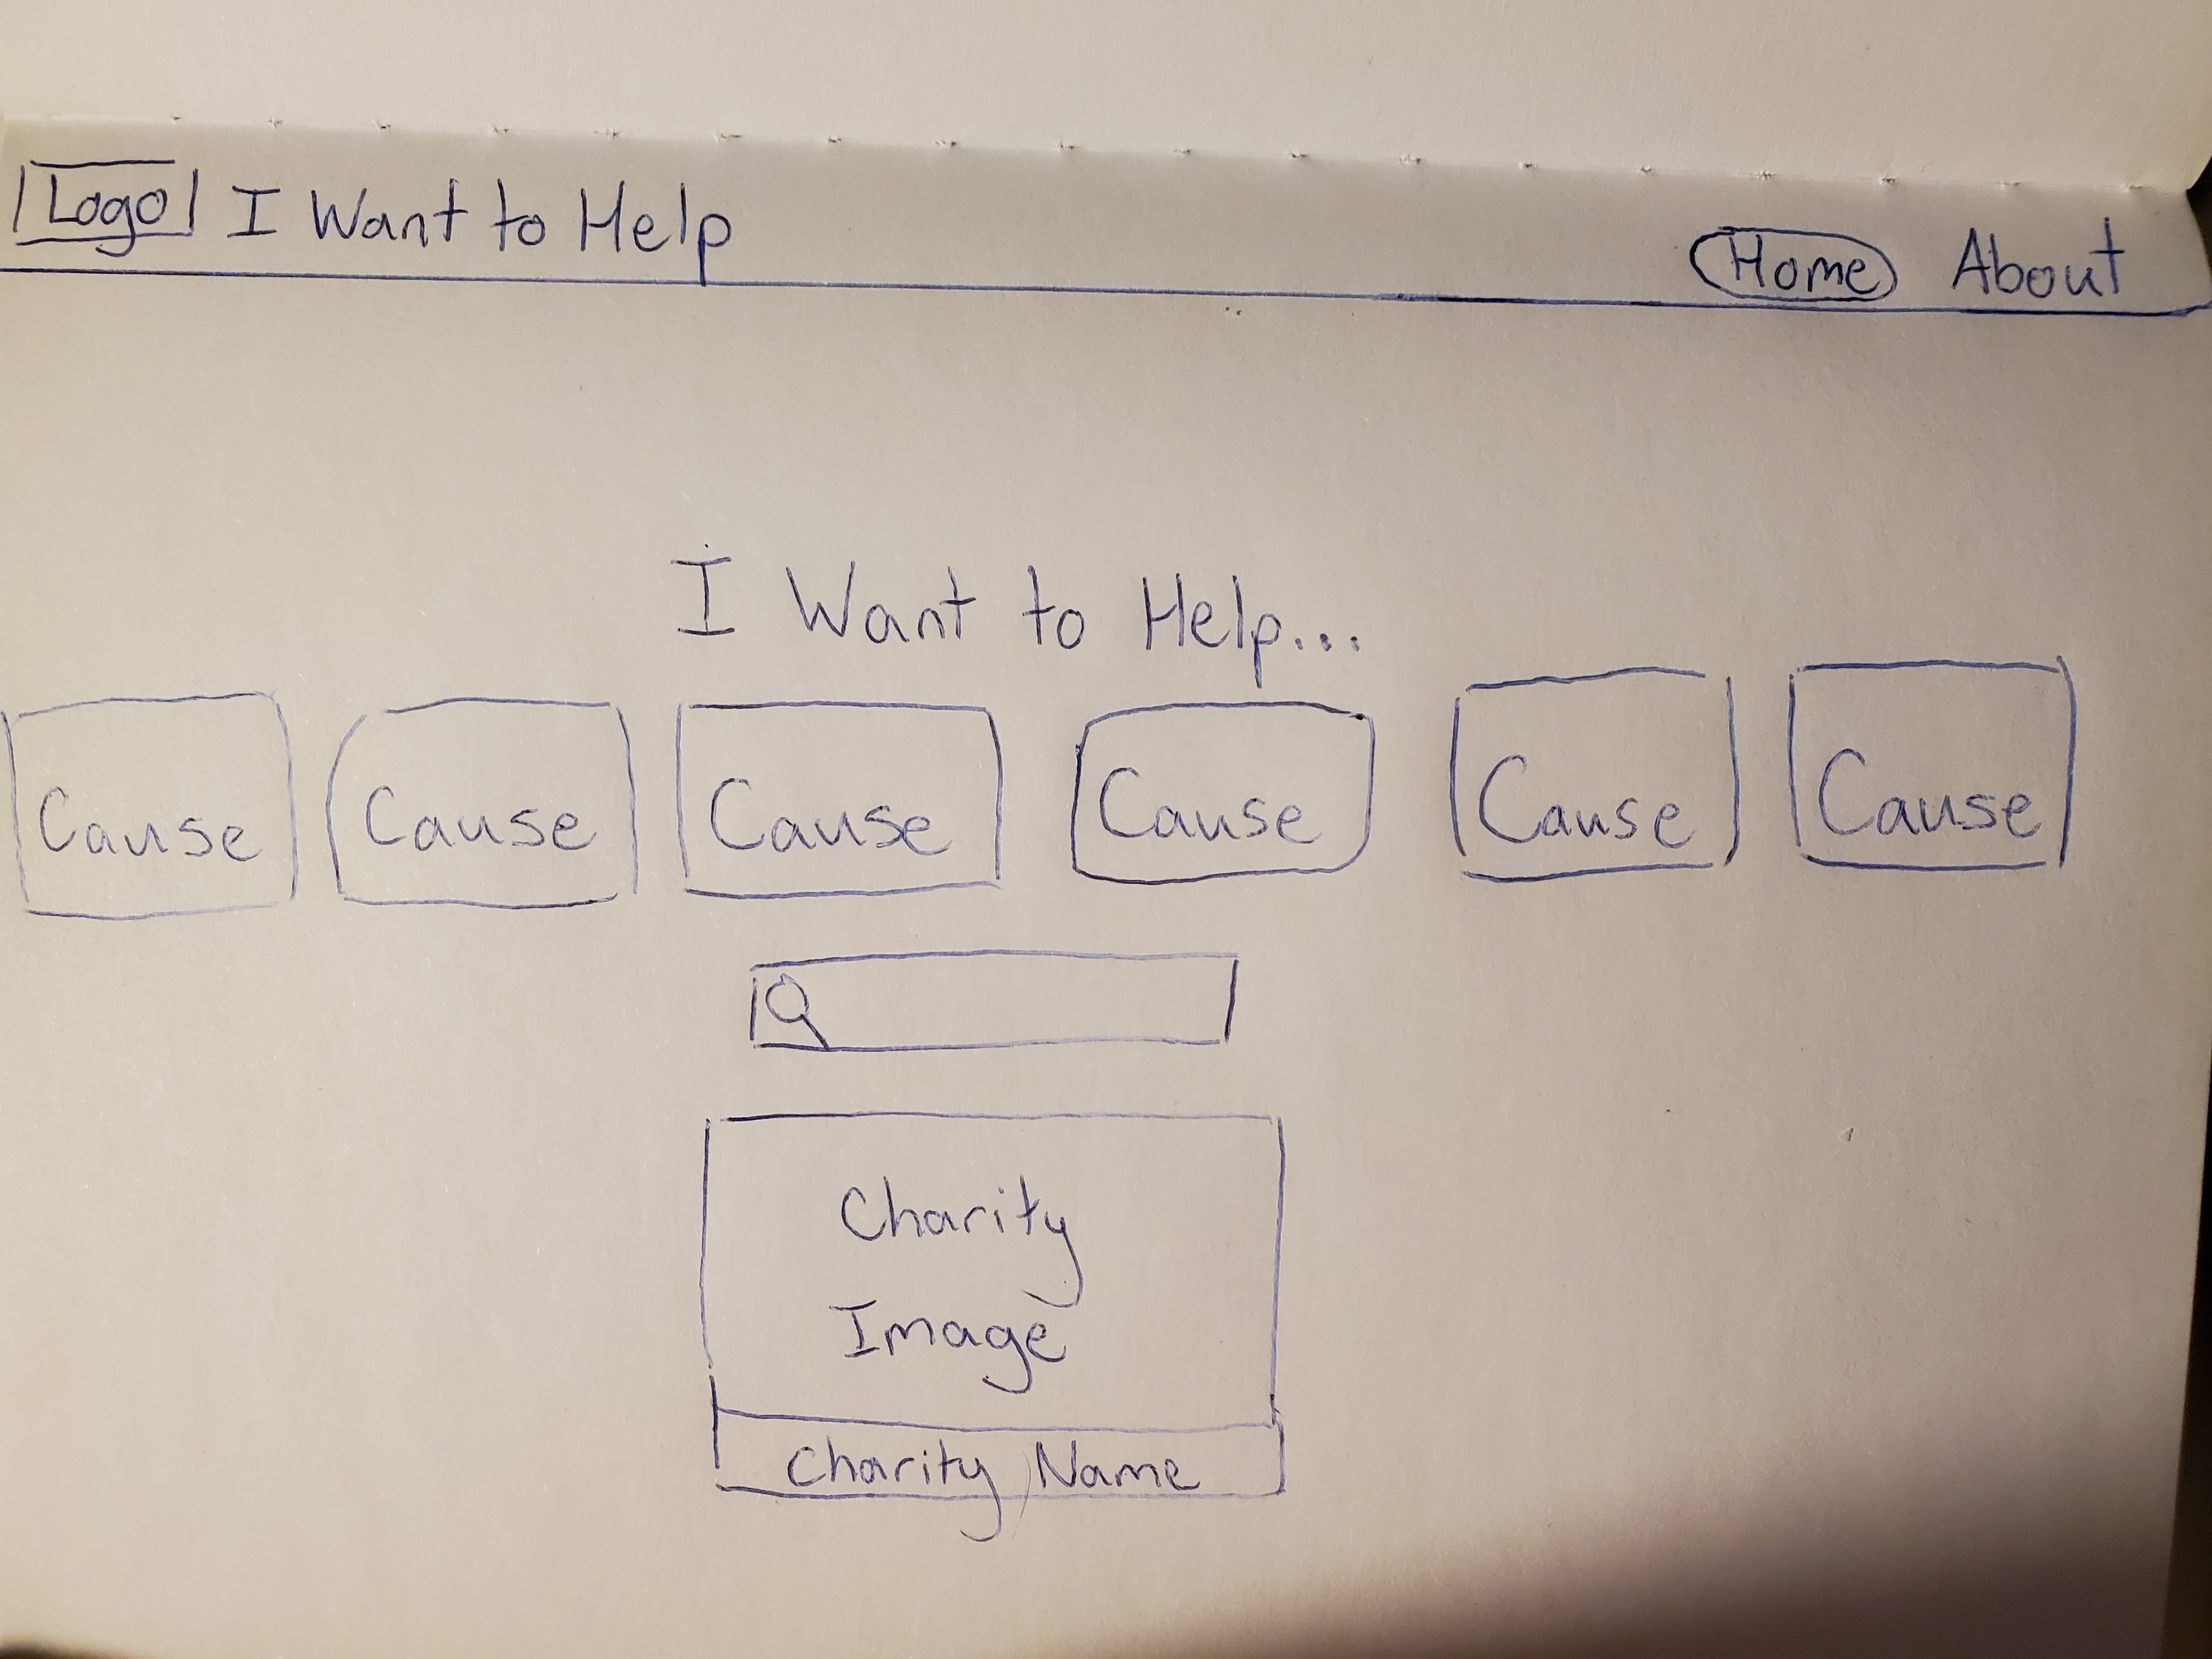 Logo I Want to Help Home About
I Want to Help...
Cause Cause Cause Cause Cause Cause
Charity
Image
Charity Name